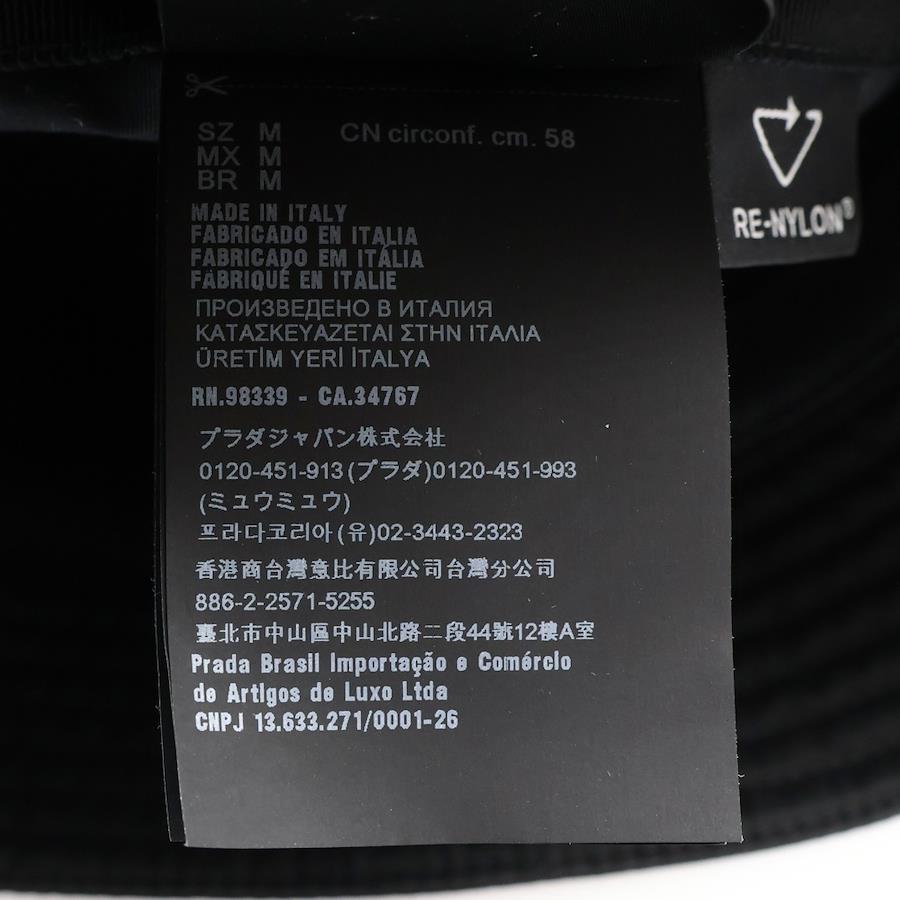 SZ M CN circonf. cm. 58
MX M
BR M
MADE IN ITALY
FABRICADO EN ITALIA
FABRICADO EM ITÁLIA
FABRIQUÉ EN ITALIE
ПРОИЗВЕДЕНО В ИТАЛИЯ
ΚΑΤΑΣΚΕΥΑΖΕΤΑΙ ΣΤΗΝ ΙΤΑΛΙΑ
ÜRETİM YERİ İTALYA
RN.98339 - CA.34767
プラダジャパン株式会社
0120-451-913(プラダ)0120-451-993
(ミュウミュウ)
프라다코리아(유)02-3443-2323
香港商台灣意比有限公司台灣分公司
886-2-2571-5255
臺北市中山區中山北路二段44號12樓A室
Prada Brasil Importação e Comércio
de Artigos de Luxo Ltda
CNPJ 13.633.271/0001-26
RE-NYLON®